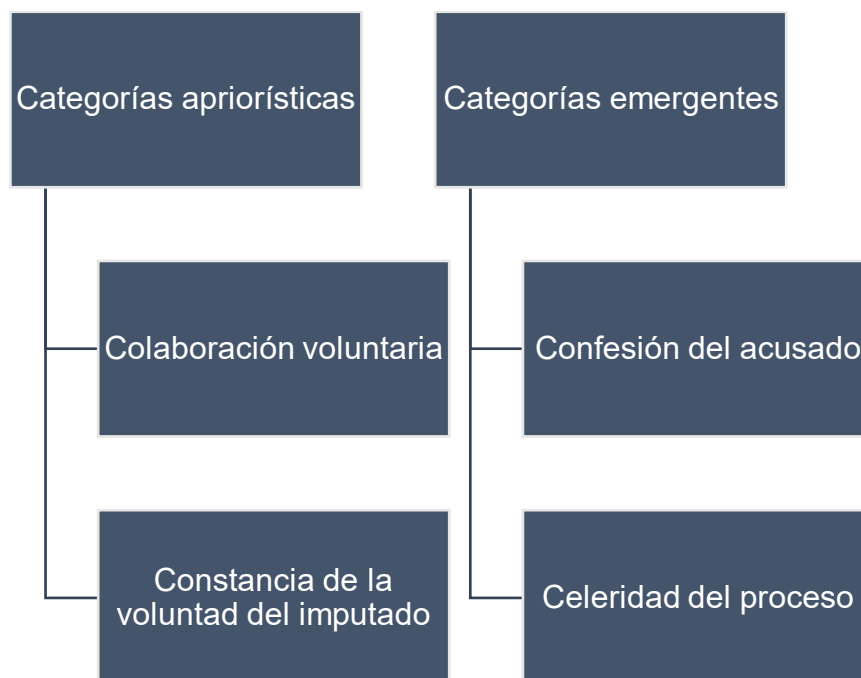 Categorías apriorísticas
Colaboración voluntaria
Constancia de la
voluntad del imputado
Categorías emergentes
Confesión del acusado
Celeridad del proceso